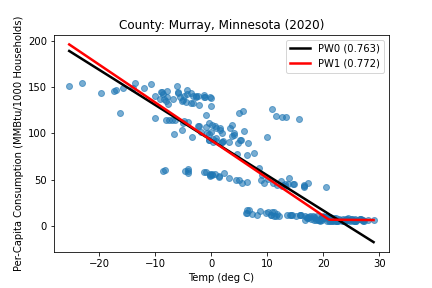 County: Murray, Minnesota (2020)
Per-Capita Consumption (MMBtu/1000 Households)
200
150
100
50
0
PW0 (0.763)
PW1 (0.772)
−20
−10
0
10
20
30
Temp (deg C)